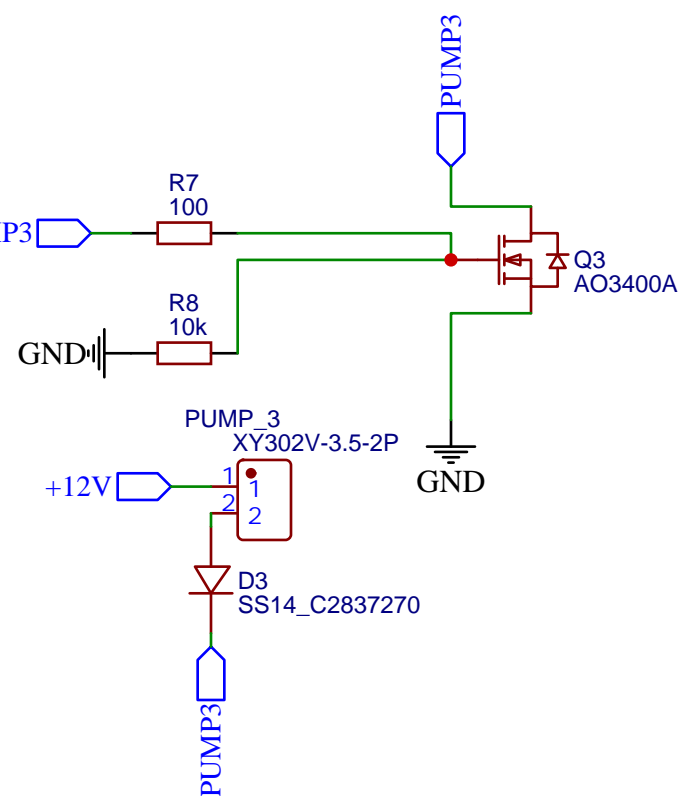 PUMP3
R7
100
P3
Q3
AO3400A
R8
10k
GND
PUMP_3
XY302V-3.5-2P
GND
+12V
1
1
2
2
D3
SS14_C2837270
PUMP3